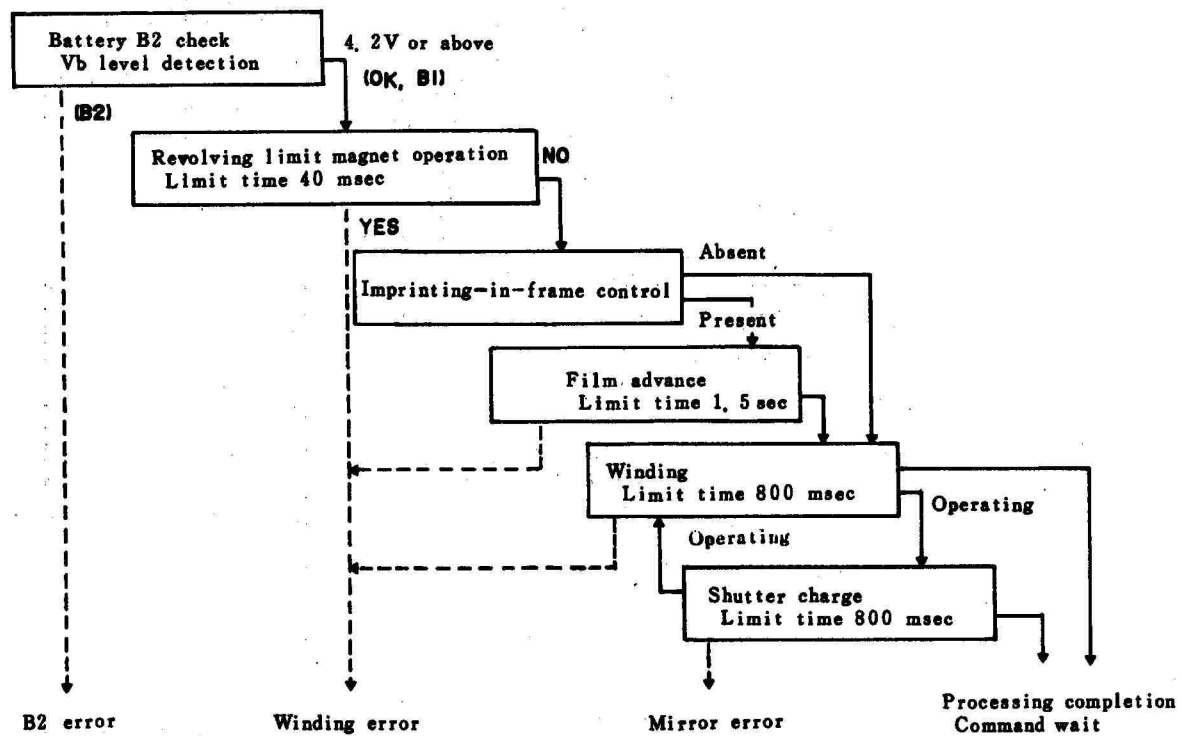 Battery B2 check
Vb level detection
4. 2V or above
(OK, B1)
(B2)
Revolving limit magnet operation
Limit time 40 msec
NO
YES
Imprinting-in-frame control
Absent
Present
Film advance
Limit time 1. 5 sec
Winding
Limit time 800 msec
Operating
Operating
Shutter charge
Limit time 800 msec
B2 error
Winding error
Mirror error
Processing completion
Command wait